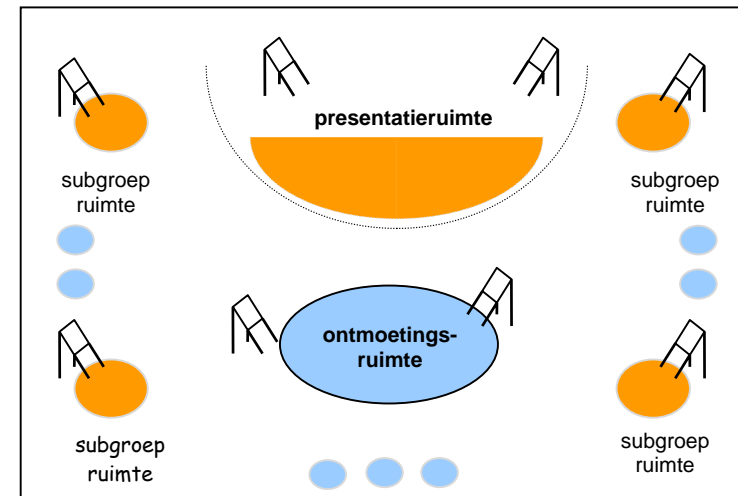 presentatieruimte
subgroep
ruimte
subgroep
ruimte
ontmoetings-
ruimte
subgroep
ruimte
subgroep
ruimte